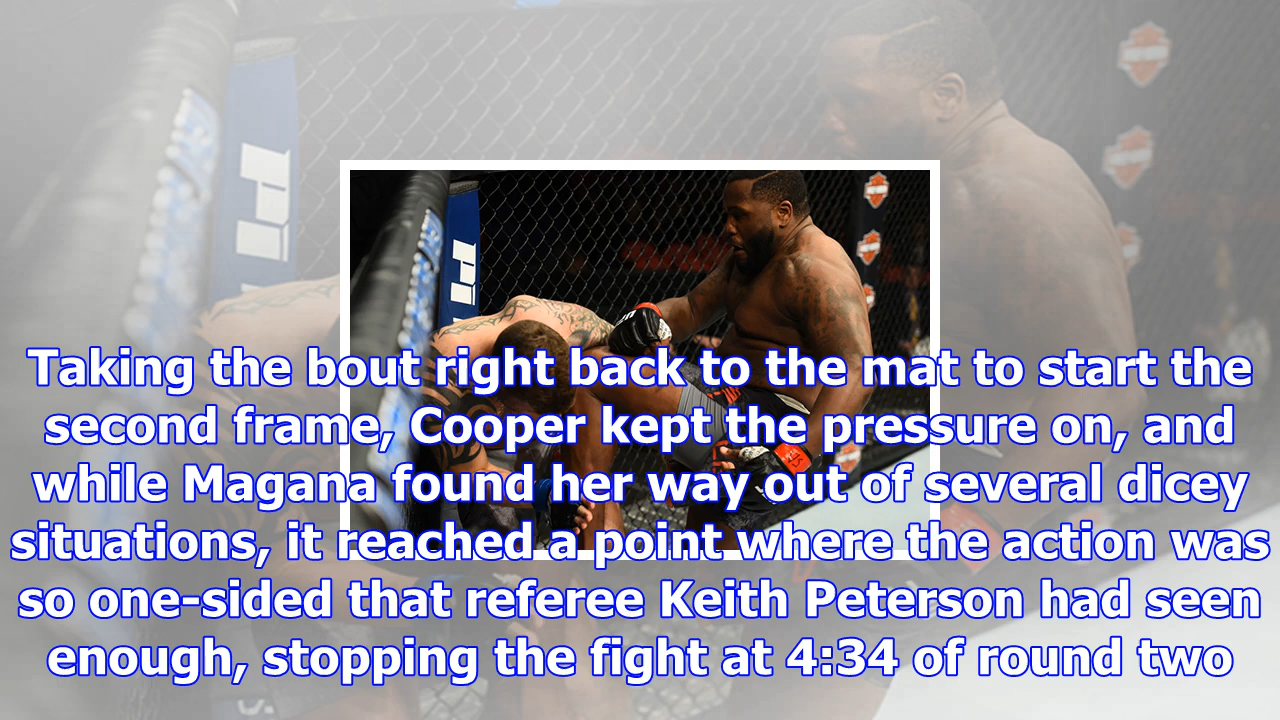 Taking the bout right back to the mat to start the
second frame, Cooper kept the pressure on, and
while Magana found her way out of several dicey
situations, it reached a point where the action was
so one-sided that referee Keith Peterson had seen
enough, stopping the fight at 4:34 of round two